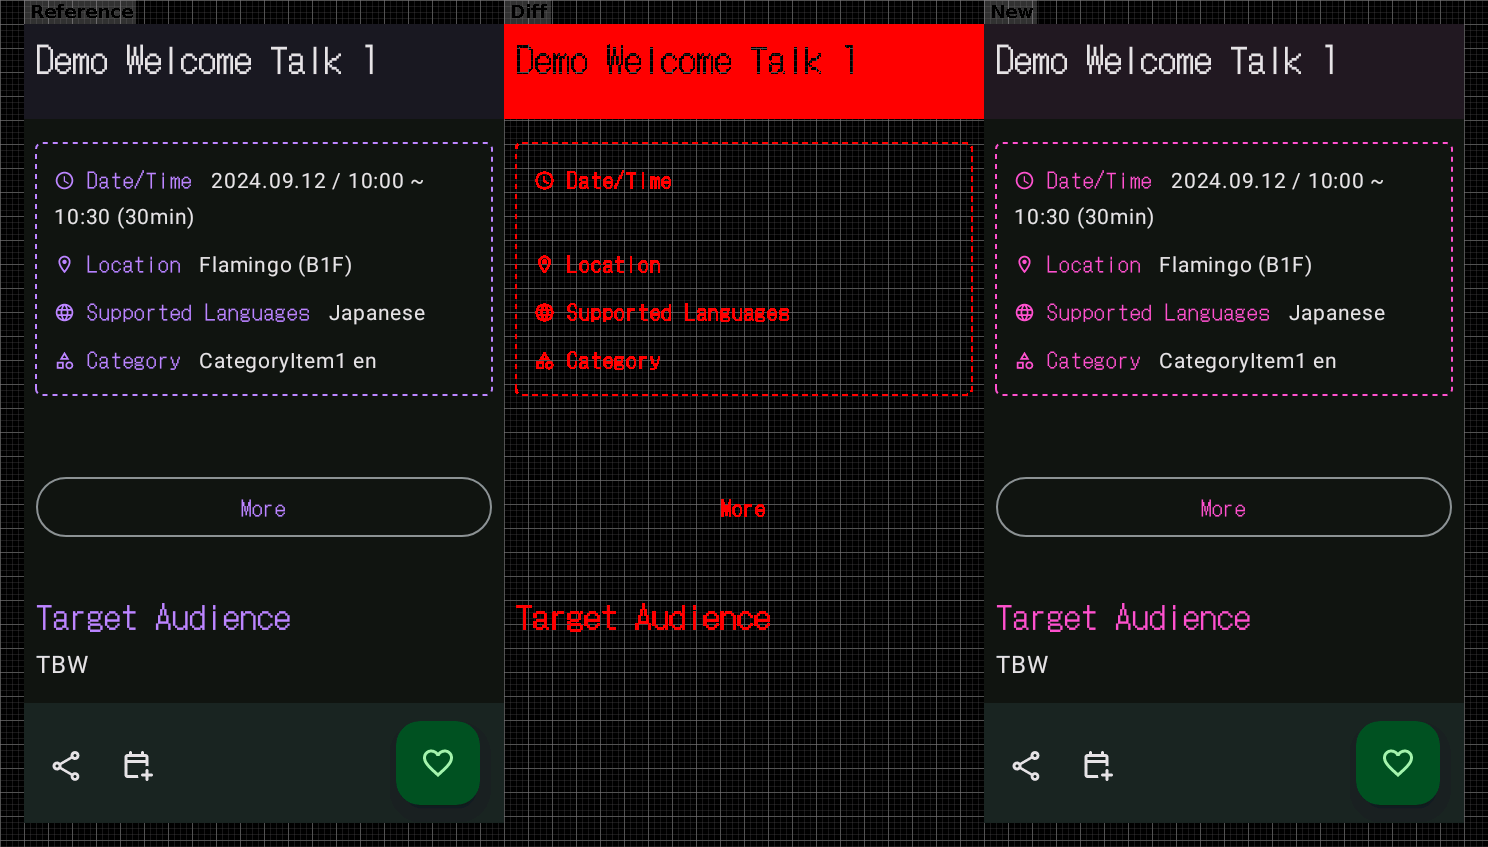 Reference
Demo Welcome Talk 1
Date/Time 2024.09.12 / 10:00 ~
10:30 (30min)
Location Flamingo (B1F)
Supported Languages Japanese
Category CategoryItem1 en
More
Target Audience
TBW
Diff
Demo Welcome Talk 1
Date/Time
Location
Supported Languages
Category
More
Target Audience
New
Demo Welcome Talk 1
Date/Time 2024.09.12 / 10:00 ~
10:30 (30min)
Location Flamingo (B1F)
Supported Languages Japanese
Category CategoryItem1 en
More
Target Audience
TBW